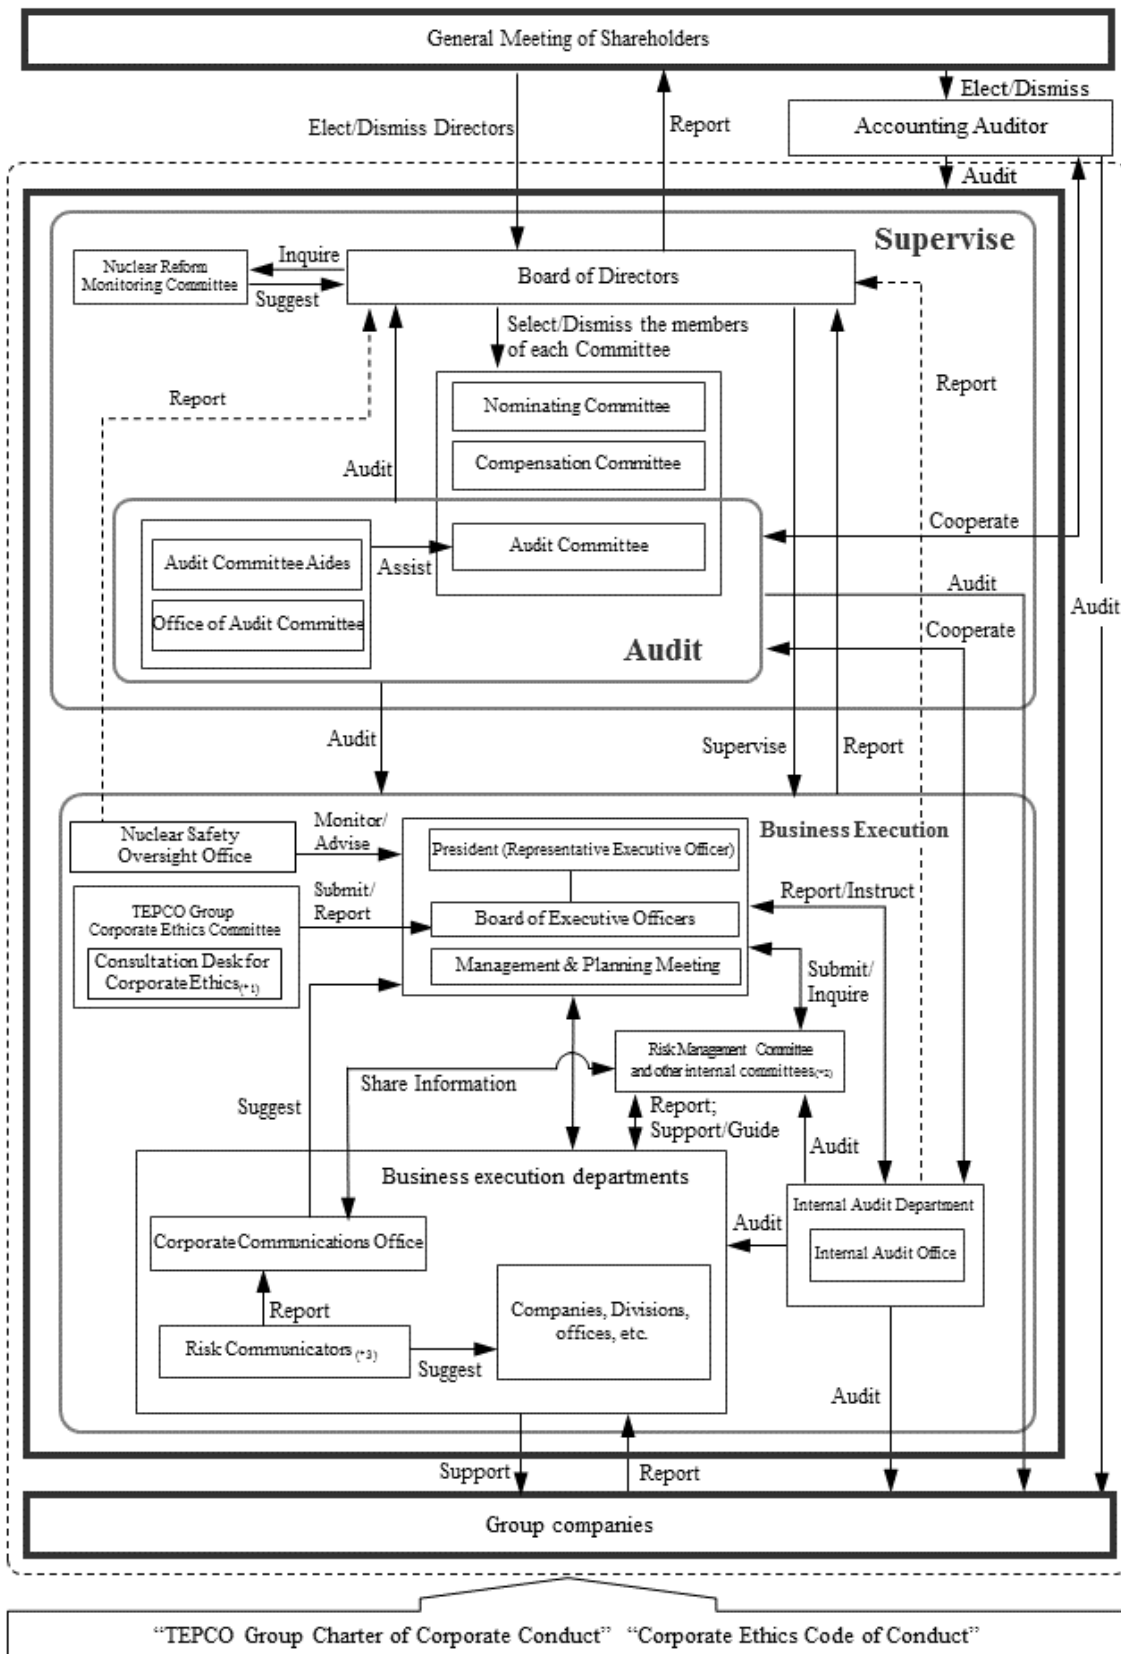 General Meeting of Shareholders
Elect/Dismiss
Elect/Dismiss Directors
Report
Accounting Auditor
Audit
Supervise
Nuclear Reform
Monitoring Committee
Inquire
Suggest
Board of Directors
Select/Dismiss the members
of each Committee
Report
Report
Nominating Committee
Compensation Committee
Audit
Cooperate
Audit Committee Aides
Assist
Audit Committee
Audit
Audit
Office of Audit Committee
Cooperate
Audit
Audit
Supervise
Report
Business Execution
Nuclear Safety
Oversight Office
Monitor/
Advise
President (Representative Executive Officer)
Report/Instruct
TEPCO Group
Corporate Ethics Committee
Submit/
Report
Board of Executive Officers
Consultation Desk for
Corporate Ethics(*1)
Management & Planning Meeting
Submit/
Inquire
Risk Management Committee
and other internal committees(*2)
Share Information
Suggest
Report;
Support/Guide
Audit
Business execution departments
Internal Audit Department
Audit
Corporate Communications Office
Internal Audit Office
Report
Companies, Divisions,
offices, etc.
Risk Communicators (*3)
Suggest
Audit
Support
Report
Group companies
“TEPCO Group Charter of Corporate Conduct” “Corporate Ethics Code of Conduct”